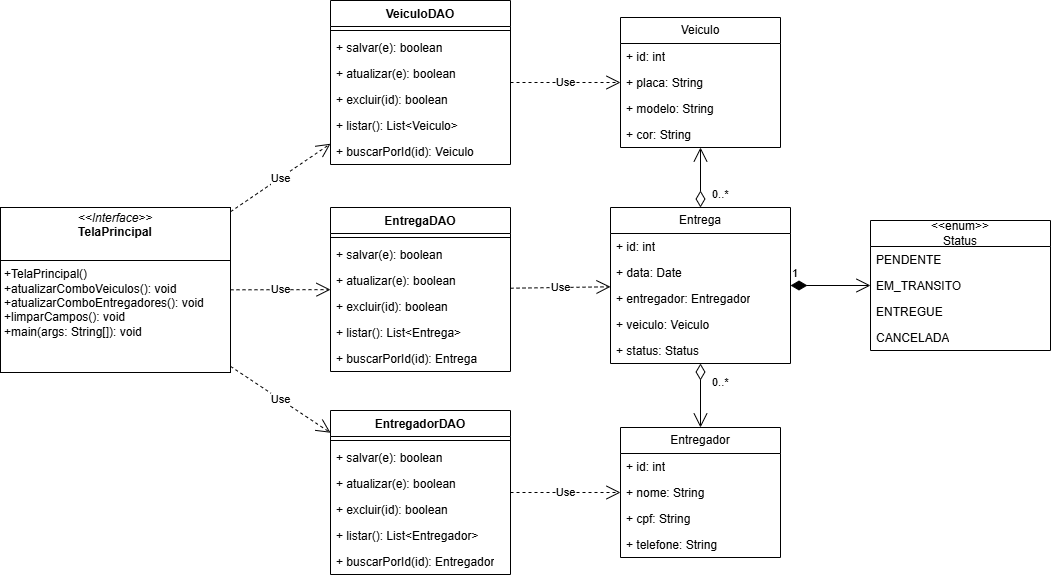 VeiculoDAO
+ salvar(e): boolean
+ atualizar(e): boolean
+ excluir(id): boolean
+ listar(): List<Veiculo>
+ buscarPorId(id): Veiculo
Use
Veiculo
+ id: int
+ placa: String
+ modelo: String
+ cor: String
Use
0..*
<<Interface>>
TelaPrincipal
+TelaPrincipal()
+atualizarComboVeiculos(): void
+atualizarComboEntregadores(): void
+limparCampos(): void
+main(args: String[]): void
Use
EntregaDAO
+ salvar(e): boolean
+ atualizar(e): boolean
+ excluir(id): boolean
+ listar(): List<Entrega>
+ buscarPorId(id): Entrega
Use
Entrega
+ id: int
+ data: Date
+ entregador: Entregador
+ veiculo: Veiculo
+ status: Status
1
<<enum>>
Status
PENDENTE
EM_TRANSITO
ENTREGUE
CANCELADA
0..*
Use
EntregadorDAO
+ salvar(e): boolean
+ atualizar(e): boolean
+ excluir(id): boolean
+ listar(): List<Entregador>
+ buscarPorId(id): Entregador
Use
Entregador
+ id: int
+ nome: String
+ cpf: String
+ telefone: String